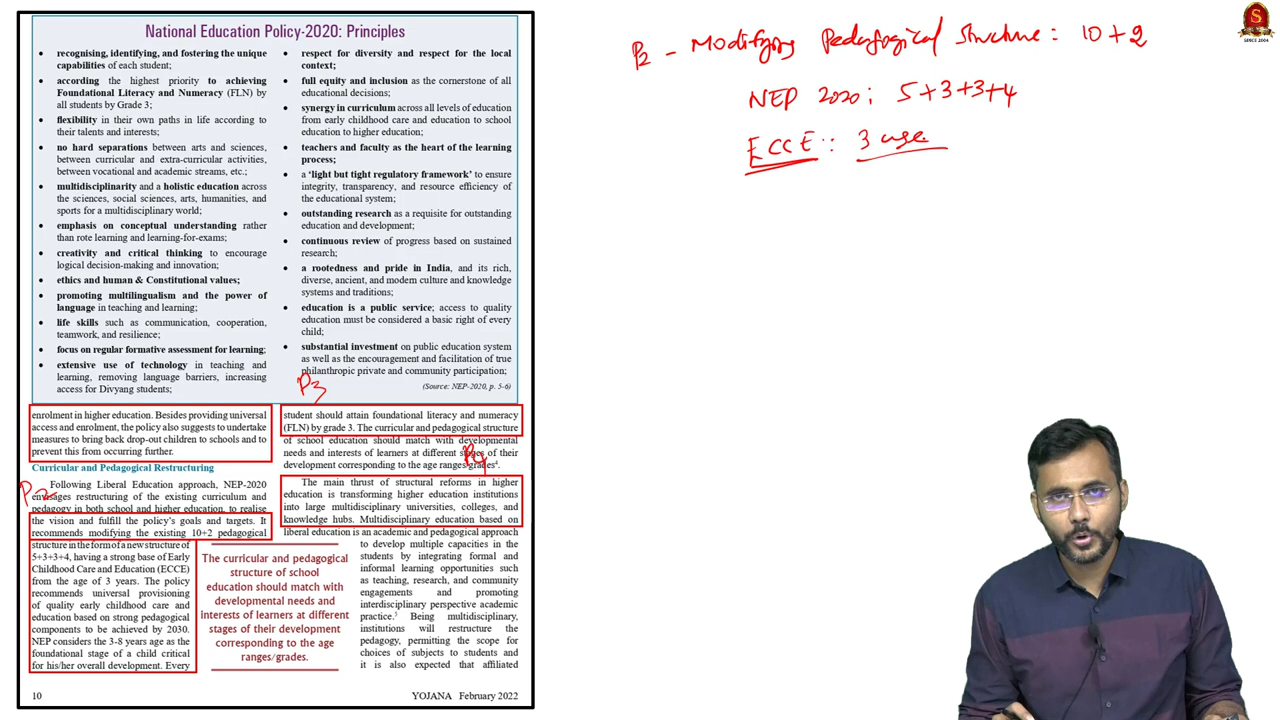 National Education Policy-2020: Principles
• recognising, identifying, and fostering the unique
capabilities of each student;
• according the highest priority to achieving
Foundational Literacy and Numeracy (FLN) by
all students by Grade 3;
• flexibility in their own paths in life according to
their talents and interests;
• no hard separations between arts and sciences,
between curricular and extra-curricular activities,
between vocational and academic streams, etc.;
• multidisciplinarity and a holistic education across
the sciences, social sciences, arts, humanities, and
sports for a multidisciplinary world;
• emphasis on conceptual understanding rather
than rote learning and learning-for-exams;
• creativity and critical thinking to encourage
logical decision-making and innovation;
• ethics and human & Constitutional values;
• promoting multilingualism and the power of
language in teaching and learning;
• life skills such as communication, cooperation,
teamwork, and resilience;
• focus on regular formative assessment for learning;
• extensive use of technology in teaching and
learning, removing language barriers, increasing
access for Divyang students;
• respect for diversity and respect for the local
context;
• full equity and inclusion as the cornerstone of all
educational decisions;
• synergy in curriculum across all levels of education
from early childhood care and education to school
education to higher education;
• teachers and faculty as the heart of the learning
process;
• a ‘light but tight regulatory framework’ to ensure
integrity, transparency, and resource efficiency of
the educational system;
• outstanding research as a requisite for outstanding
education and development;
• continuous review of progress based on sustained
research;
• a rootedness and pride in India, and its rich,
diverse, ancient, and modern culture and knowledge
systems and traditions;
• education is a public service; access to quality
education must be considered a basic right of every
child;
• substantial investment on public education system
as well as the encouragement and facilitation of true
philanthropic private and community participation;
(Source: NEP-2020, p. 5-6)
enrolment in higher education. Besides providing universal
access and enrolment, the policy also suggests to undertake
measures to bring back drop-out children to schools and to
prevent this from occurring further.
Curricular and Pedagogical Restructuring
P2
Following Liberal Education approach, NEP-2020
envisages restructuring of the existing curriculum and
pedagogy in both school and higher education, to realise
the vision and fulfill the policy’s goals and targets. It
recommends modifying the existing 10+2 pedagogical
structure in the form of a new structure of
5+3+3+4, having a strong base of Early
Childhood Care and Education (ECCE)
from the age of 3 years. The policy
recommends universal provisioning
of quality early childhood care and
education based on strong pedagogical
components to be achieved by 2030.
NEP considers the 3-8 years age as the
foundational stage of a child critical
for his/her overall development. Every
The curricular and pedagogical
structure of school
education should match with
developmental needs and
interests of learners at different
stages of their development
corresponding to the age
ranges/grades.
P3
student should attain foundational literacy and numeracy
(FLN) by grade 3. The curricular and pedagogical structure
of school education should match with developmental
needs and interests of learners at different stages of their
development corresponding to the age ranges/grades⁴.
P4
The main thrust of structural reforms in higher
education is transforming higher education institutions
into large multidisciplinary universities, colleges, and
knowledge hubs. Multidisciplinary education based on
liberal education is an academic and pedagogical approach
to develop multiple capacities in the
students by integrating formal and
informal learning opportunities such
as teaching, research, and community
engagements and promoting
interdisciplinary perspective academic
practice.⁵ Being multidisciplinary,
institutions will restructure the
pedagogy, permitting the scope for
choices of subjects to students and
it is also expected that affiliated
10
YOJANA February 2022
P2 - Modifying Pedagogical Structure: 10+2
NEP 2020: 5+3+3+4
ECCE: 3 age
S
SINCE 2004